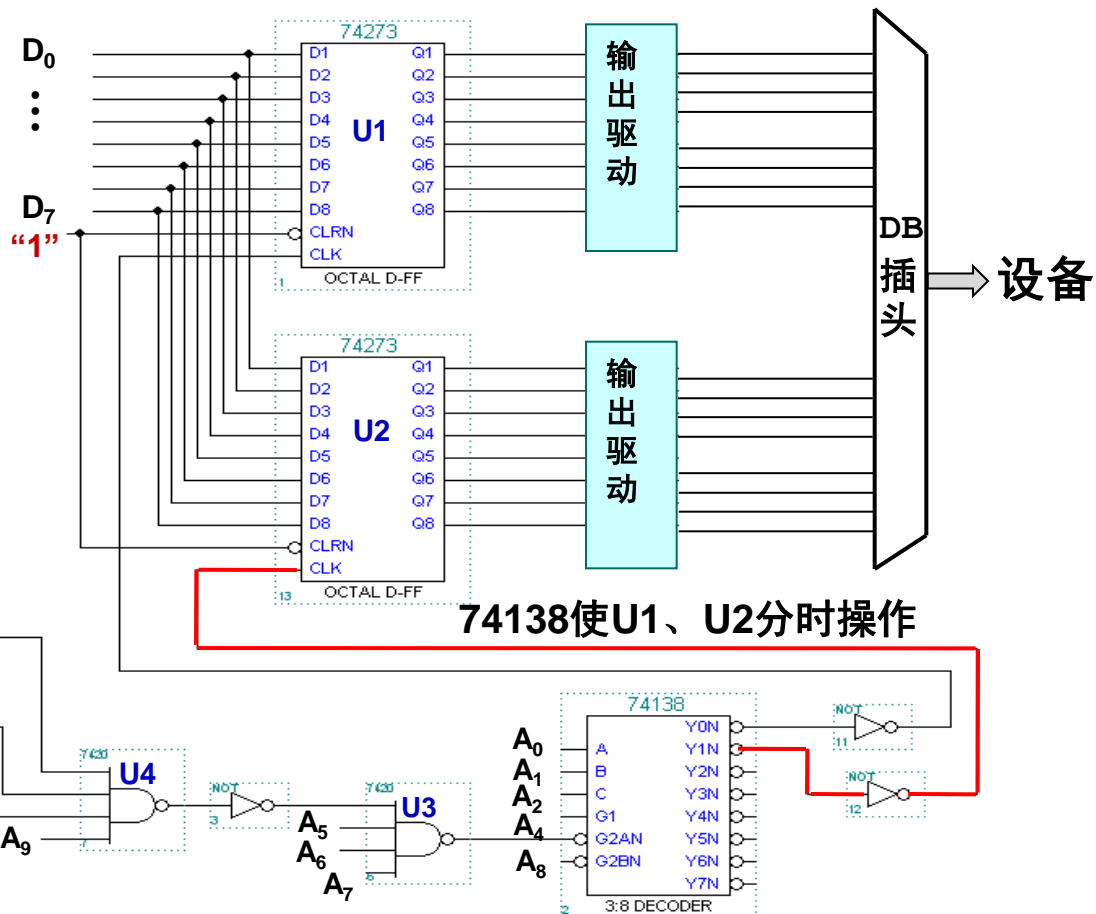 D0
⋮
D7
“1”
74273
D1
D2
D3
D4
D5
D6
D7
D8
CLRN
CLK
Q1
Q2
Q3
Q4
Q5
Q6
Q7
Q8
U1
1
OCTAL D-FF
输出驱动
DB插头
设备
74273
D1
D2
D3
D4
D5
D6
D7
D8
CLRN
CLK
Q1
Q2
Q3
Q4
Q5
Q6
Q7
Q8
U2
13
OCTAL D-FF
输出驱动
74138使U1、U2分时操作
7420
U4
A9
NOT
3
7420
U3
6
A5
A6
A7
74138
A0
A1
A2
A4
A8
A
B
C
G1
G2AN
G2BN
Y0N
Y1N
Y2N
Y3N
Y4N
Y5N
Y6N
Y7N
2
3:8 DECODER
NOT
11
NOT
12